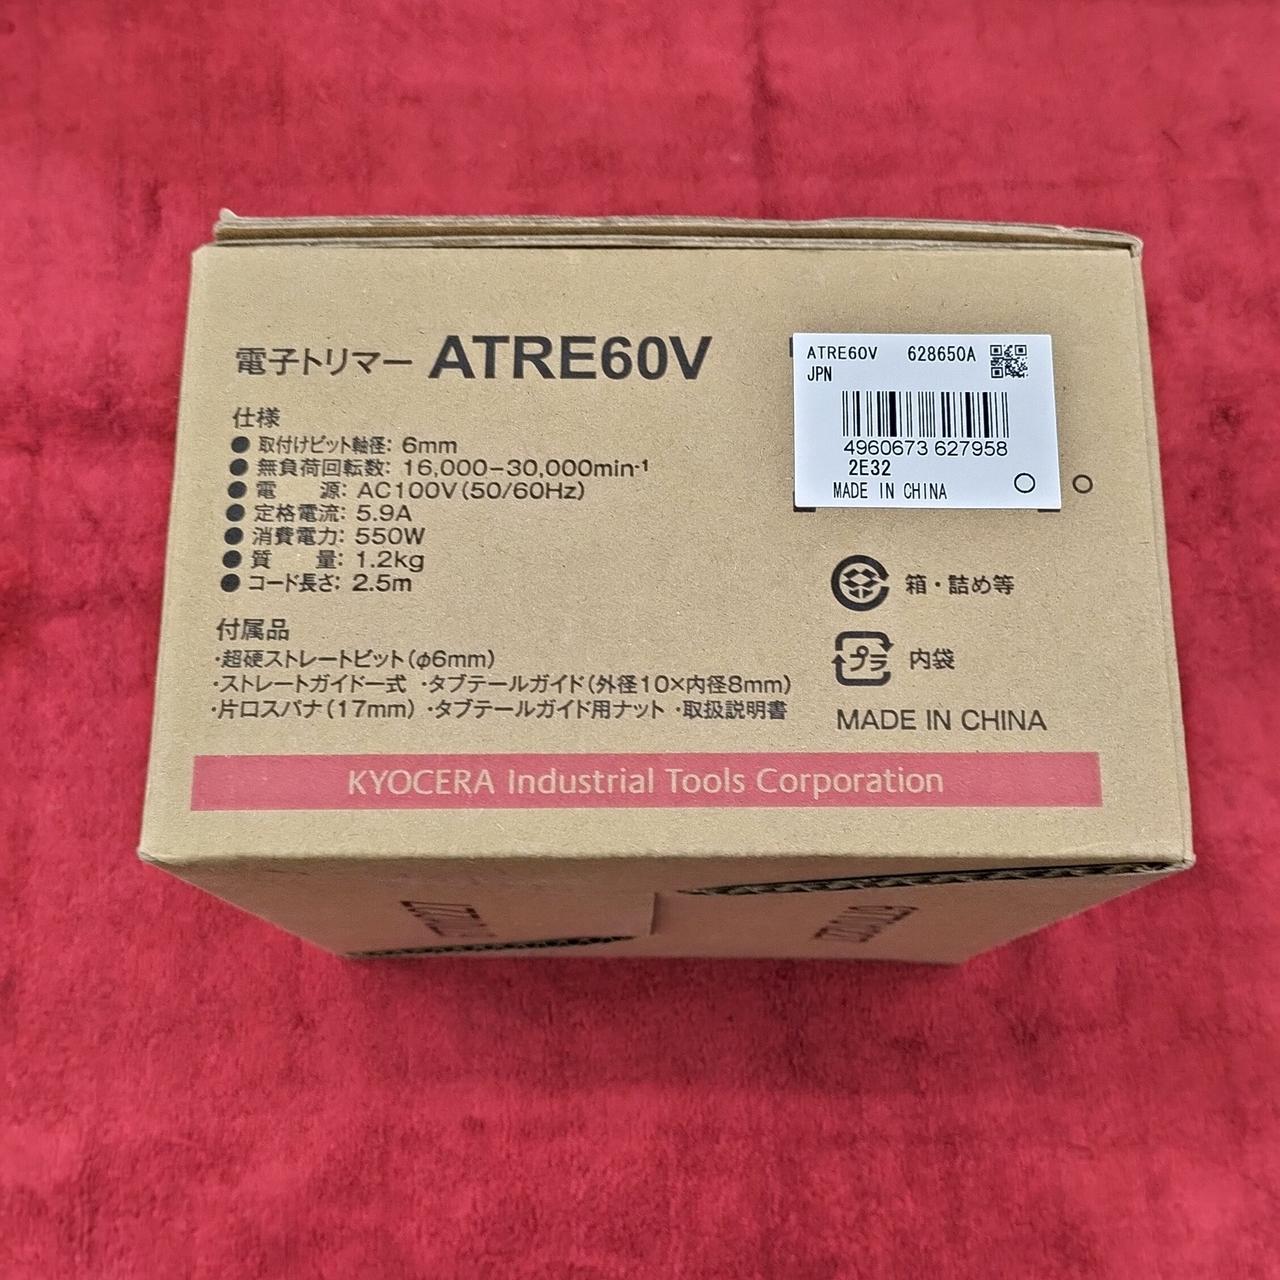 電子トリマー ATRE60V
仕様
●取付けビット軸径: 6mm
●無負荷回転数: 16,000−30,000min⁻¹
●電　源: AC100V(50/60Hz)
●定格電流: 5.9A
●消費電力: 550W
●質　量: 1.2kg
●コード長さ: 2.5m
付属品
・超硬ストレートビット(φ6mm)
・ストレートガイド一式 ・タブテールガイド(外径10×内径8mm)
・片口スパナ(17mm) ・タブテールガイド用ナット ・取扱説明書
ATRE60V 628650A
JPN
4960673 627958
2E32
MADE IN CHINA
箱・詰め等
プラ 内袋
MADE IN CHINA
KYOCERA Industrial Tools Corporation